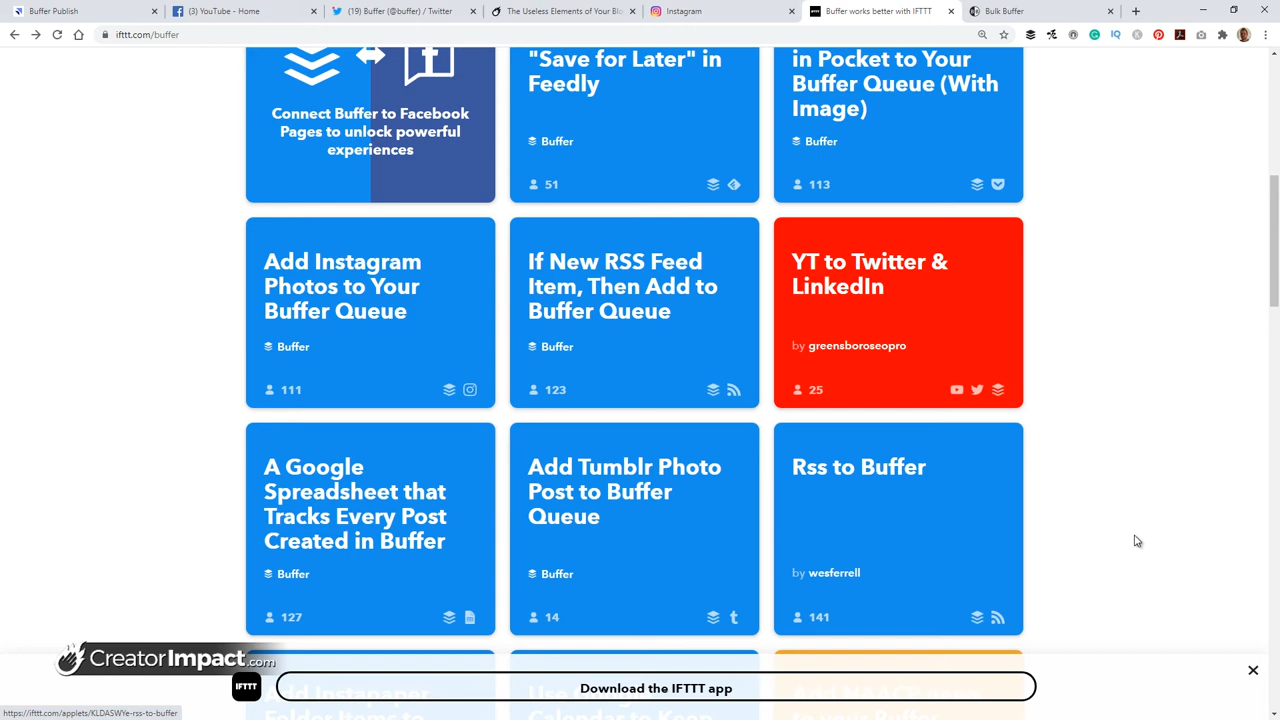 Buffer Publish
(3) YouTube - Home
(19) Buffer (@buffer) / Twitter
The Useless Elements of Your Blo
Instagram
Buffer works better with IFTTT
Bulk Buffer
ifttt.com/buffer
Connect Buffer to Facebook
Pages to unlock powerful
experiences
"Save for Later" in
Feedly
Buffer
51
in Pocket to Your
Buffer Queue (With
Image)
Buffer
113
Add Instagram
Photos to Your
Buffer Queue
Buffer
111
If New RSS Feed
Item, Then Add to
Buffer Queue
Buffer
123
YT to Twitter &
LinkedIn
by greensboroseopro
25
A Google
Spreadsheet that
Tracks Every Post
Created in Buffer
Buffer
127
Add Tumblr Photo
Post to Buffer
Queue
Buffer
14
Rss to Buffer
by wesferrell
141
CreatorImpact.com
IFTTT
Download the IFTTT app
Add Instapaper
Folder Items to
https://ifttt.com/applets/KLDASWYe-rss-to-buffer